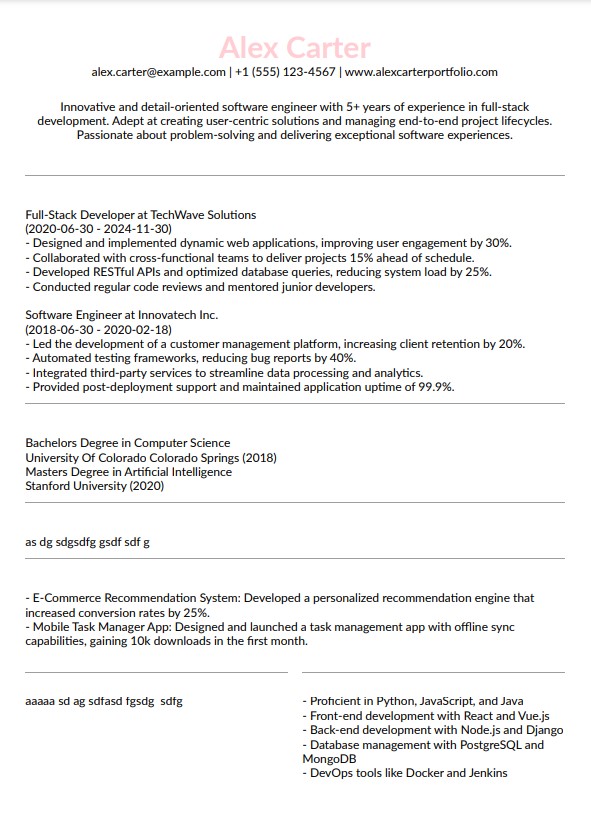 Alex Carter
alex.carter@example.com | +1 (555) 123-4567 | www.alexcarterportfolio.com
Innovative and detail-oriented software engineer with 5+ years of experience in full-stack
development. Adept at creating user-centric solutions and managing end-to-end project lifecycles.
Passionate about problem-solving and delivering exceptional software experiences.
Full-Stack Developer at TechWave Solutions
(2020-06-30 - 2024-11-30)
- Designed and implemented dynamic web applications, improving user engagement by 30%.
- Collaborated with cross-functional teams to deliver projects 15% ahead of schedule.
- Developed RESTful APIs and optimized database queries, reducing system load by 25%.
- Conducted regular code reviews and mentored junior developers.
Software Engineer at Innovatech Inc.
(2018-06-30 - 2020-02-18)
- Led the development of a customer management platform, increasing client retention by 20%.
- Automated testing frameworks, reducing bug reports by 40%.
- Integrated third-party services to streamline data processing and analytics.
- Provided post-deployment support and maintained application uptime of 99.9%.
Bachelors Degree in Computer Science
University Of Colorado Colorado Springs (2018)
Masters Degree in Artificial Intelligence
Stanford University (2020)
as dg sdgsdfg gsdf sdf g
- E-Commerce Recommendation System: Developed a personalized recommendation engine that
increased conversion rates by 25%.
- Mobile Task Manager App: Designed and launched a task management app with offline sync
capabilities, gaining 10k downloads in the first month.
aaaaa sd ag sdfasd fgsdg  sdfg
- Proficient in Python, JavaScript, and Java
- Front-end development with React and Vue.js
- Back-end development with Node.js and Django
- Database management with PostgreSQL and
MongoDB
- DevOps tools like Docker and Jenkins